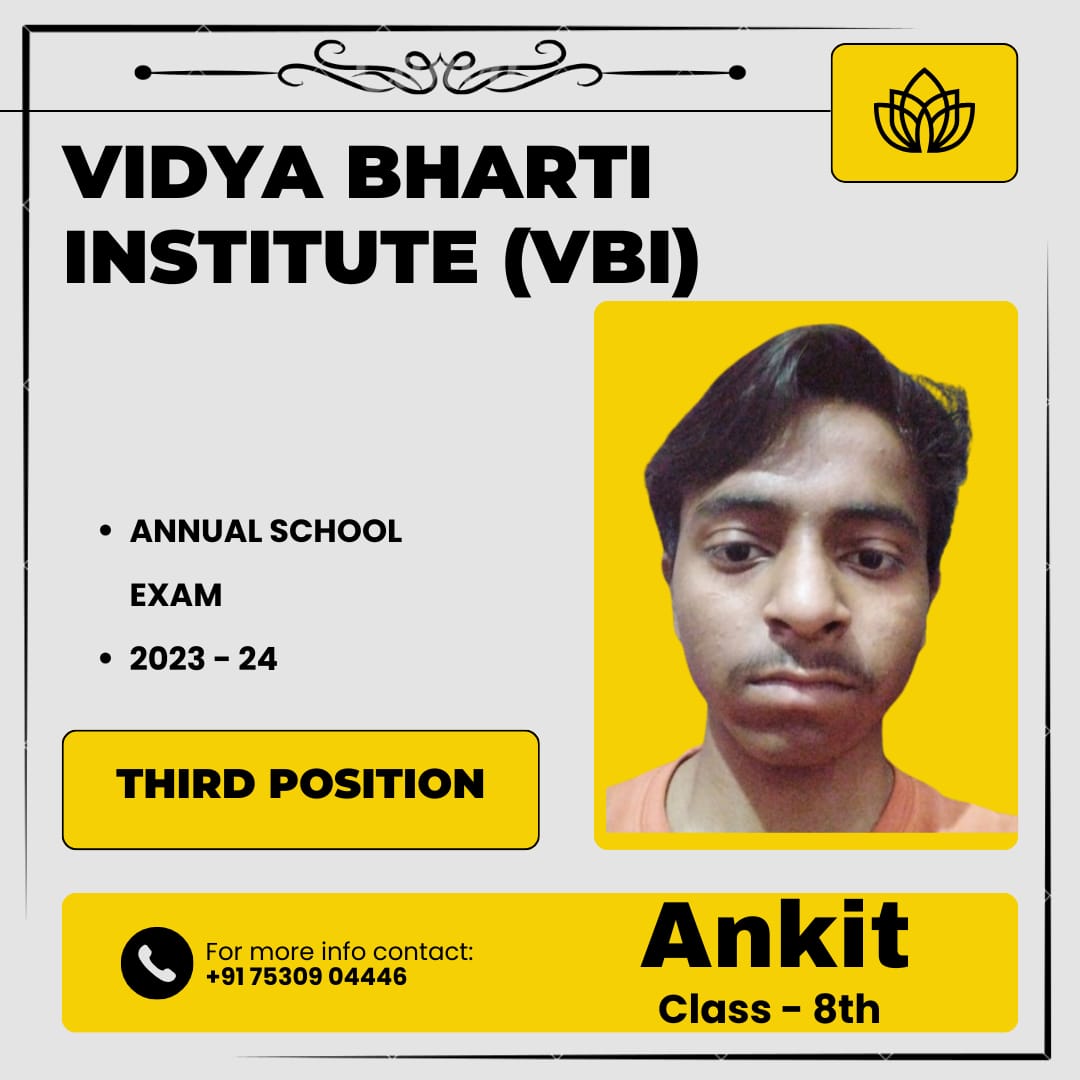 VIDYA BHARTI
INSTITUTE (VBI)
• ANNUAL SCHOOL
EXAM
• 2023 - 24
THIRD POSITION
For more info contact:
+91 75309 04446
Ankit
Class - 8th